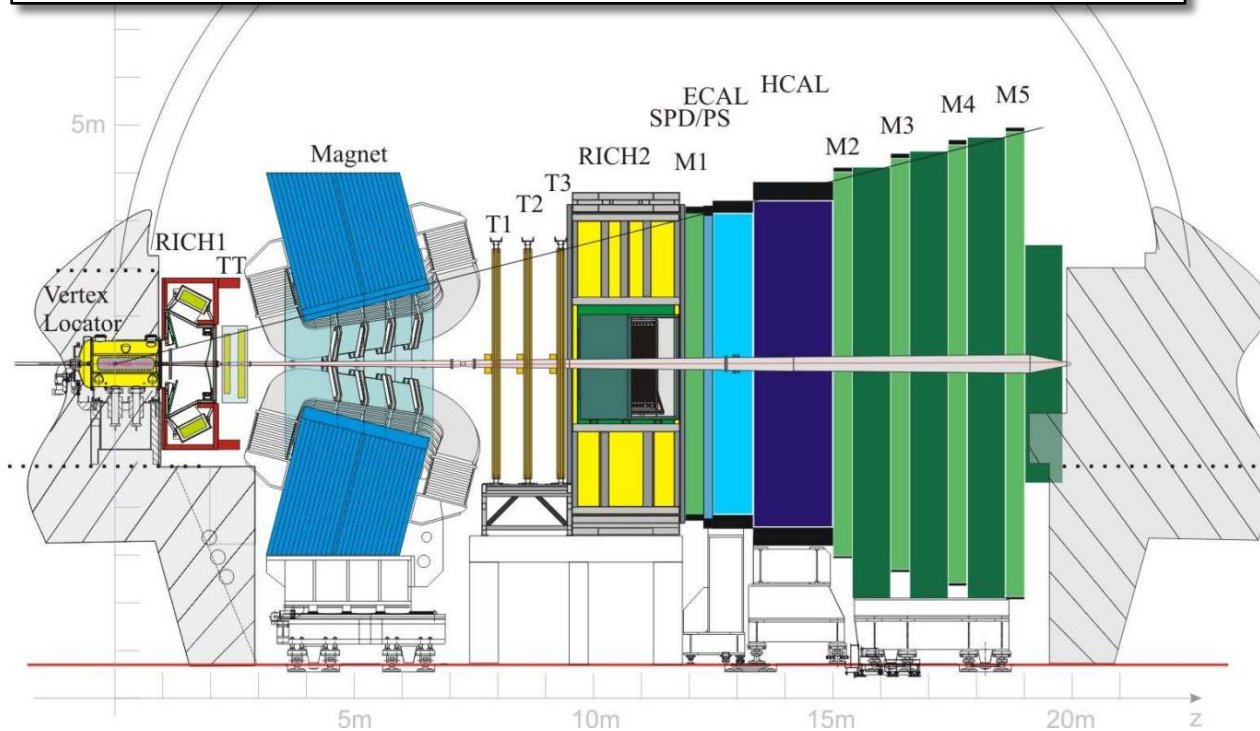 HCAL
M5
ECAL
M4
SPD/PS
M3
5m
M2
Magnet
RICH2
M1
T3
T2
T1
RICH1
TT
Vertex
Locator
5m
10m
15m
20m
z